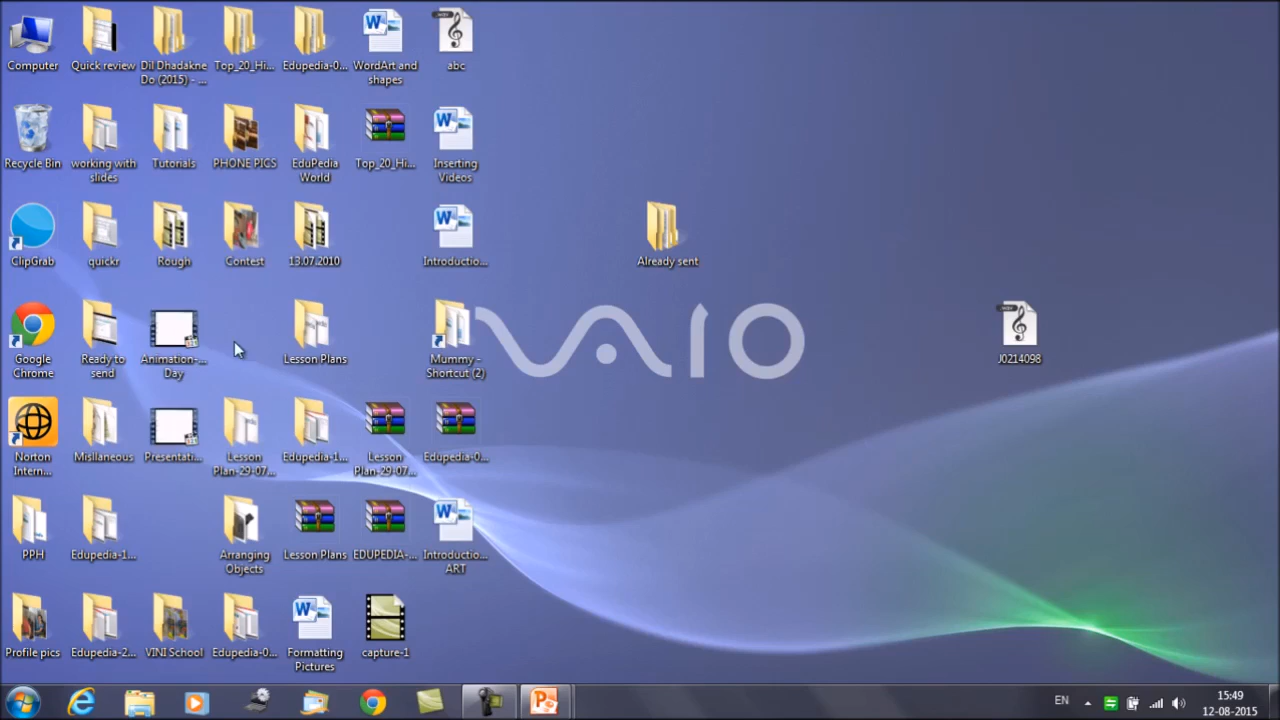 Computer
Quick review
Dil Dhadakne Do (2015) - ...
Top_20_Hi...
Edupedia-0...
WordArt and shapes
abc
Recycle Bin
working with slides
Tutorials
PHONE PICS
EduPedia World
Top_20_Hi...
Inserting Videos
ClipGrab
quickr
Rough
Contest
13.07.2010
Introductio...
Already sent
Google Chrome
Ready to send
Animation-... Day
Lesson Plans
Mummy - Shortcut (2)
VAIO
J0214098
Norton Intern...
Misllaneous
Presentati...
Lesson Plan-29-07...
Edupedia-1...
Lesson Plan-29-07...
Edupedia-0...
PPH
Edupedia-1...
Arranging Objects
Lesson Plans
EDUPEDIA-...
Introductio... ART
Profile pics
Edupedia-2...
VINI School
Edupedia-0...
Formatting Pictures
capture-1
EN
15:49
12-08-2015